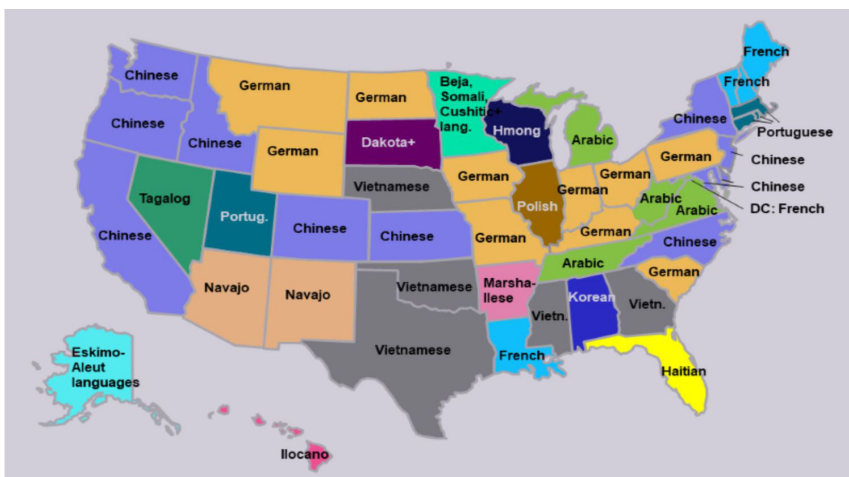 French
Chinese
German
German
Beja,
Somali,
Cushitic+
lang.
French
Chinese
Chinese
Hmong
Arabic
Portuguese
Chinese
German
Dakota+
German
Chinese
Vietnamese
German
Chinese
Tagalog
Portug.
German
German
Arabic
Arabic
DC: French
Polish
Chinese
Chinese
Chinese
German
German
Chinese
Arabic
German
Navajo
Navajo
Vietnamese
Marsha-
llese
Korean
Vietn.
Vietn.
Vietnamese
French
Eskimo-
Aleut
languages
Haitian
Ilocano